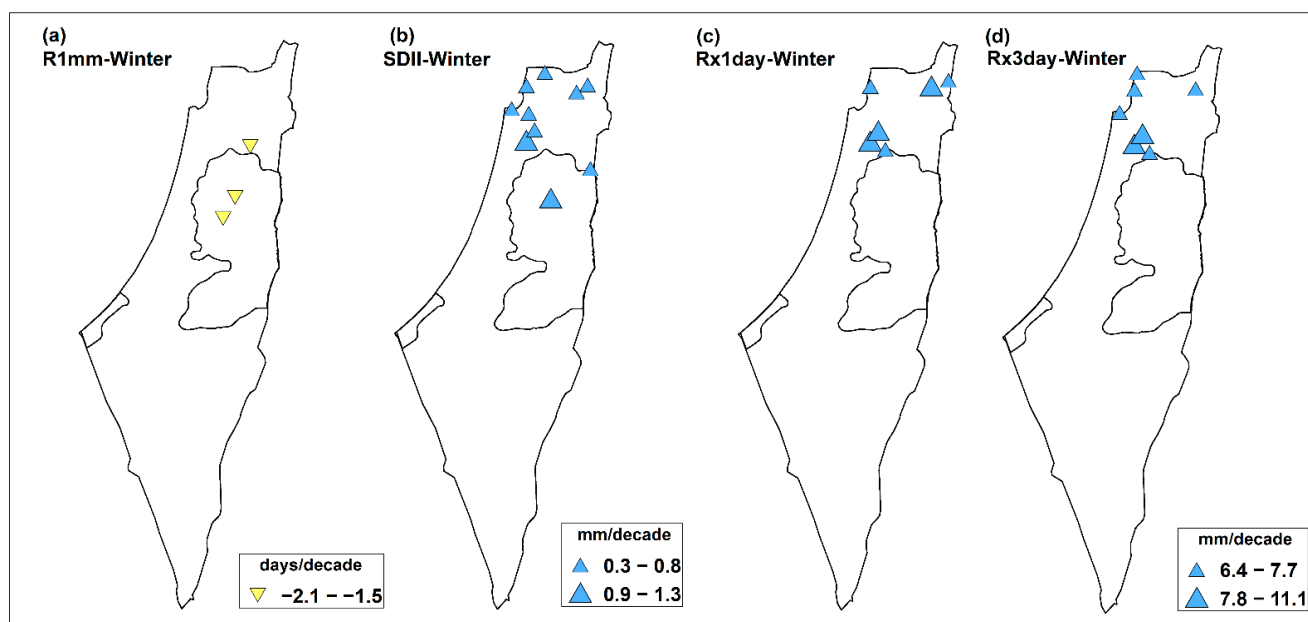 (a)
R1mm-Winter
(b)
SDII-Winter
(c)
Rx1day-Winter
(d)
Rx3day-Winter
days/decade
−2.1 − −1.5
mm/decade
0.3 − 0.8
0.9 − 1.3
mm/decade
6.4 − 7.7
7.8 − 11.1